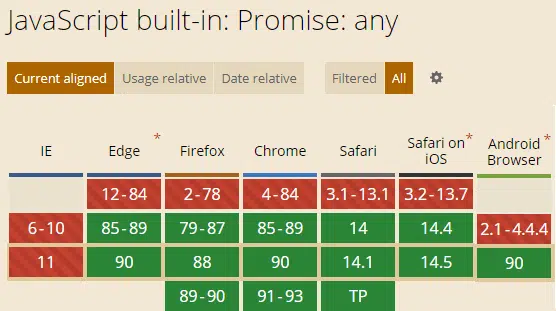 JavaScript built-in: Promise: any
Current aligned Usage relative Date relative Filtered All
IE Edge * Firefox Chrome Safari Safari on iOS * Android Browser *
12-84 2-78 4-84 3.1-13.1 3.2-13.7
6-10 85-89 79-87 85-89 14 14.4 2.1-4.4.4
11 90 88 90 14.1 14.5 90
89-90 91-93 TP